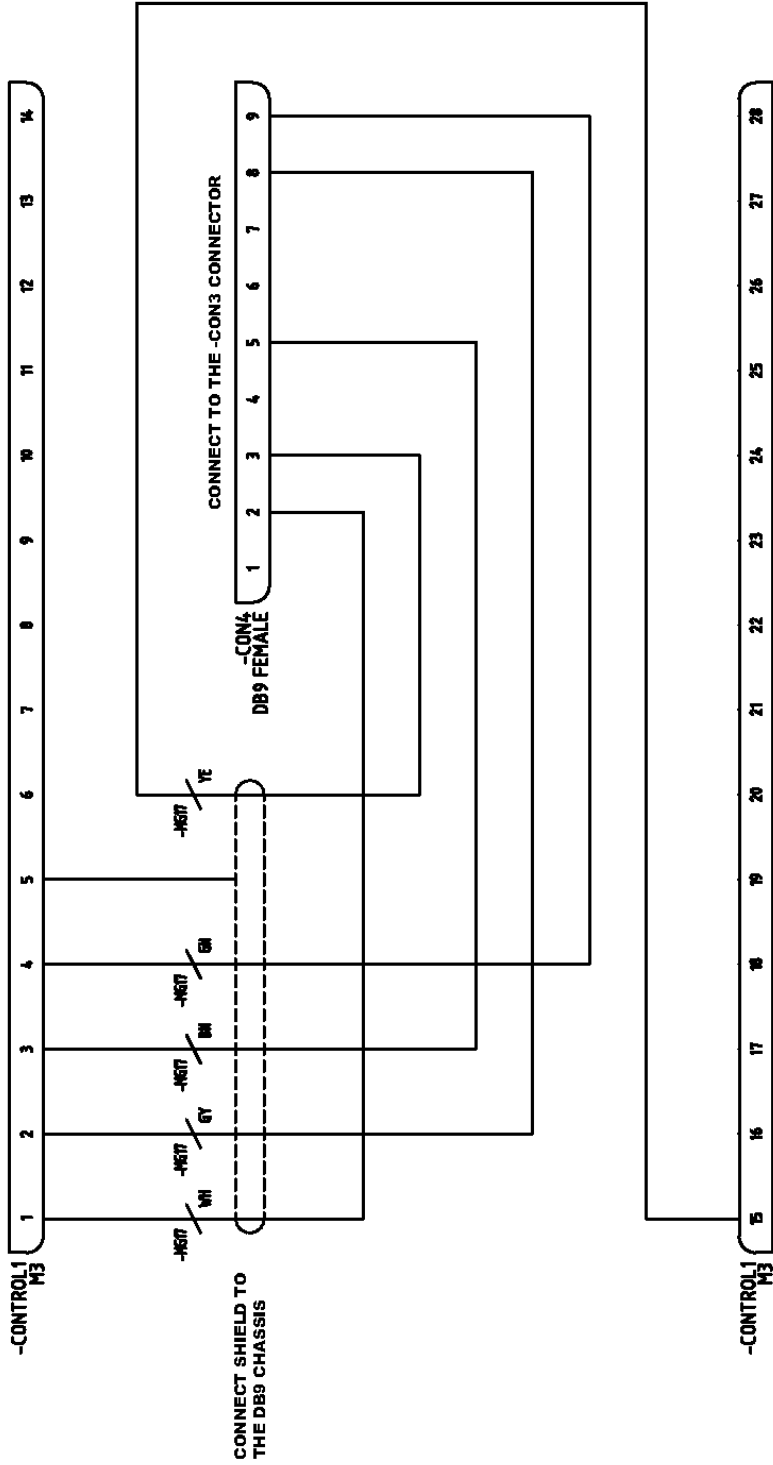 -CONTROL1
M3
1 2 3 4 5 6 7 8 9 10 11 12 13 14
-MG17 WH
-MG17 GY
-MG17 BN
-MG17 GN
-MG17 YE
CONNECT SHIELD TO
THE DB9 CHASSIS
CONNECT TO THE -CON3 CONNECTOR
-CON4
DB9 FEMALE
1 2 3 4 5 6 7 8 9
-CONTROL1
M3
15 16 17 18 19 20 21 22 23 24 25 26 27 28